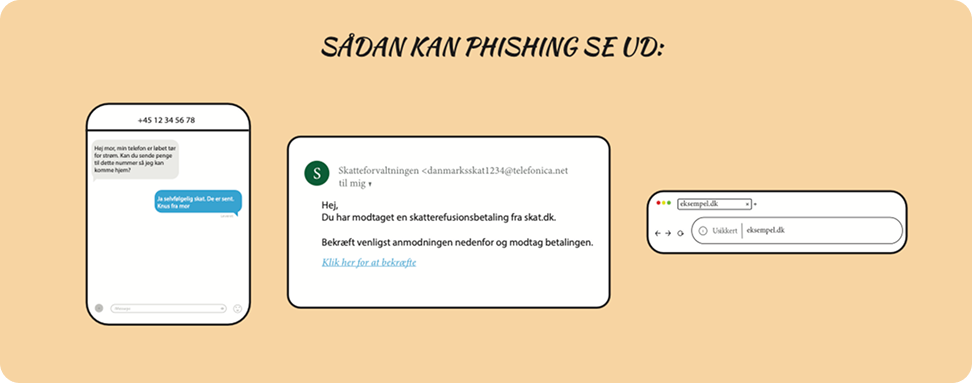 SÅDAN KAN PHISHING SE UD:
+45 12 34 56 78
Hej mor, min telefon er løbet tør
for strøm. Kan du sende penge
til dette nummer så jeg kan
komme hjem?
Ja selvfølgelig skat. De er sent.
Knus fra mor
iMessage
S
Skatteforvaltningen <danmarksskat1234@telefonica.net
til mig
Hej,
Du har modtaget en skatterefusionsbetaling fra skat.dk.
Bekræft venligst anmodningen nedenfor og modtag betalingen.
Klik her for at bekræfte
eksempel.dk
Usikkert
eksempel.dk